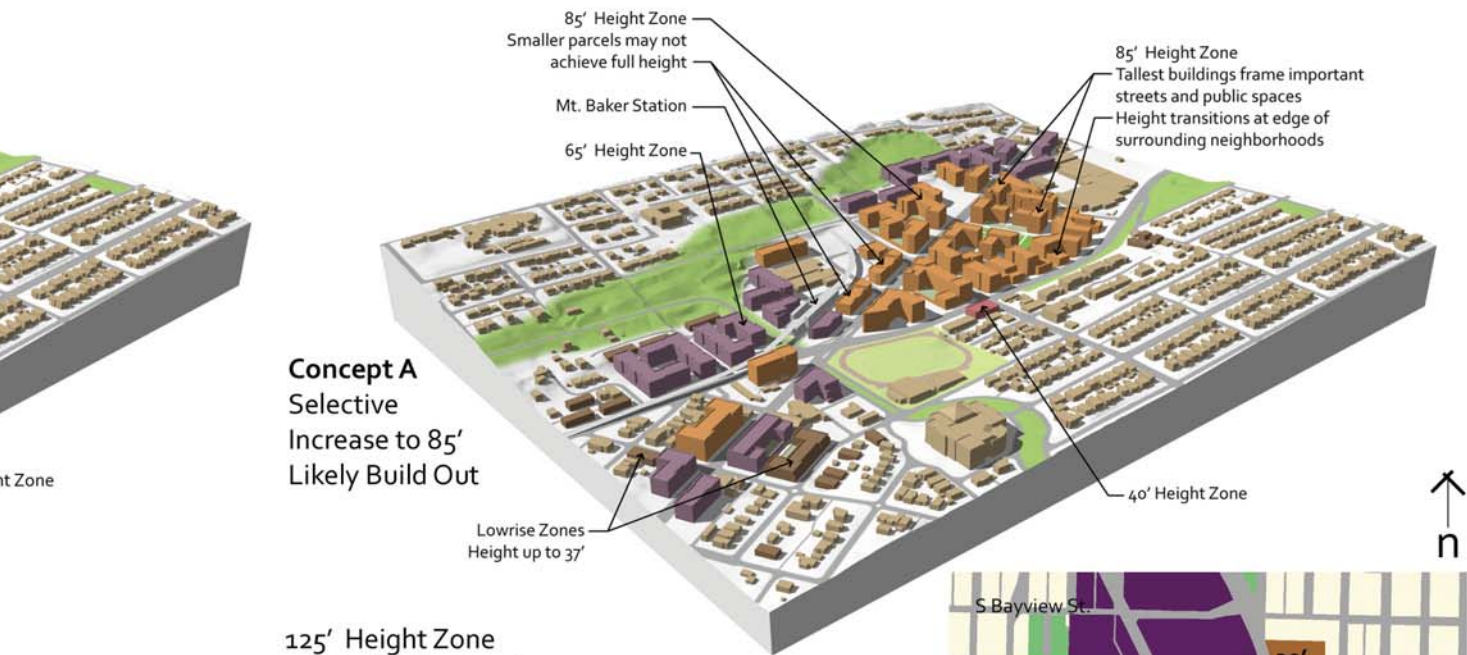 85' Height Zone
Smaller parcels may not
achieve full height
Mt. Baker Station
65' Height Zone
85' Height Zone
Tallest buildings frame important
streets and public spaces
Height transitions at edge of
surrounding neighborhoods
Concept A
Selective
Increase to 85'
Likely Build Out
ht Zone
Lowrise Zones
Height up to 37'
40' Height Zone
n
S Bayview St.
125' Height Zone